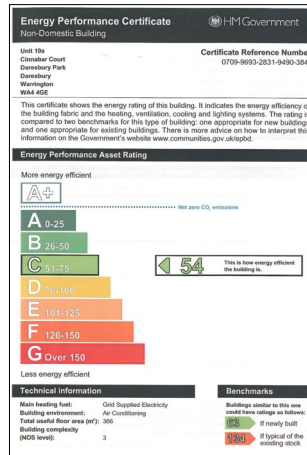 Energy Performance Certificate
Non-Domestic Building
HM Government
Unit 10a
Cinnabar Court
Daresbury Park
Daresbury
Warrington
WA4 4GE
Certificate Reference Numbe
0709-9693-2831-9490-384
This certificate shows the energy rating of this building. It indicates the energy efficiency o
the building fabric and the heating, ventilation, cooling and lighting systems. The rating i
compared to two benchmarks for this type of building: one appropriate for new buildings
and one appropriate for existing buildings. There is more advice on how to interpret this
information on the Government's website www.communities.gov.uk/epbd.
Energy Performance Asset Rating
More energy efficient
A+
Net zero CO₂ emissions
A 0-25
B 26-50
C 51-75
54
This is how energy efficient
the building is.
D 76-100
E 101-125
F 126-150
G Over 150
Less energy efficient
Technical information
Main heating fuel: Grid Supplied Electricity
Building environment: Air Conditioning
Total useful floor area (m²): 366
Building complexity
(NOS level): 3
Benchmarks
Buildings similar to this one
could have ratings as follows:
63 If newly built
134 If typical of the
existing stock